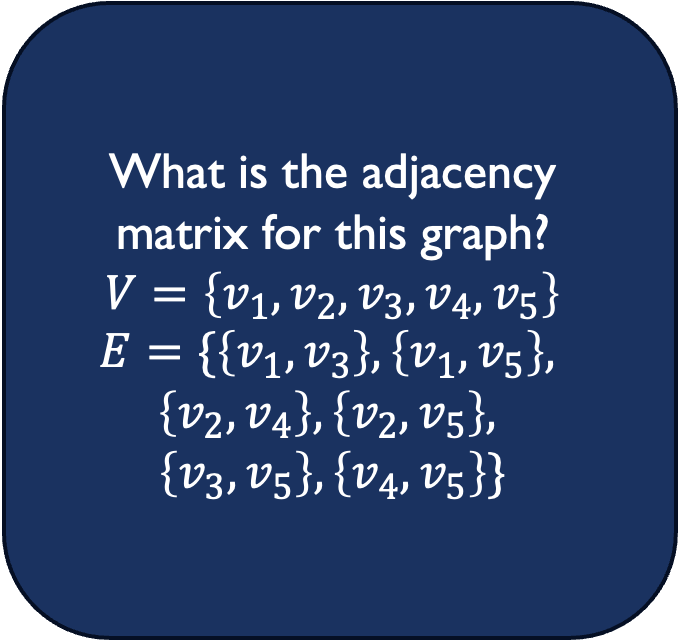 What is the adjacency
matrix for this graph?
V = {v₁, v₂, v₃, v₄, v₅}
E = {{v₁, v₃}, {v₁, v₅},
{v₂, v₄}, {v₂, v₅},
{v₃, v₅}, {v₄, v₅}}